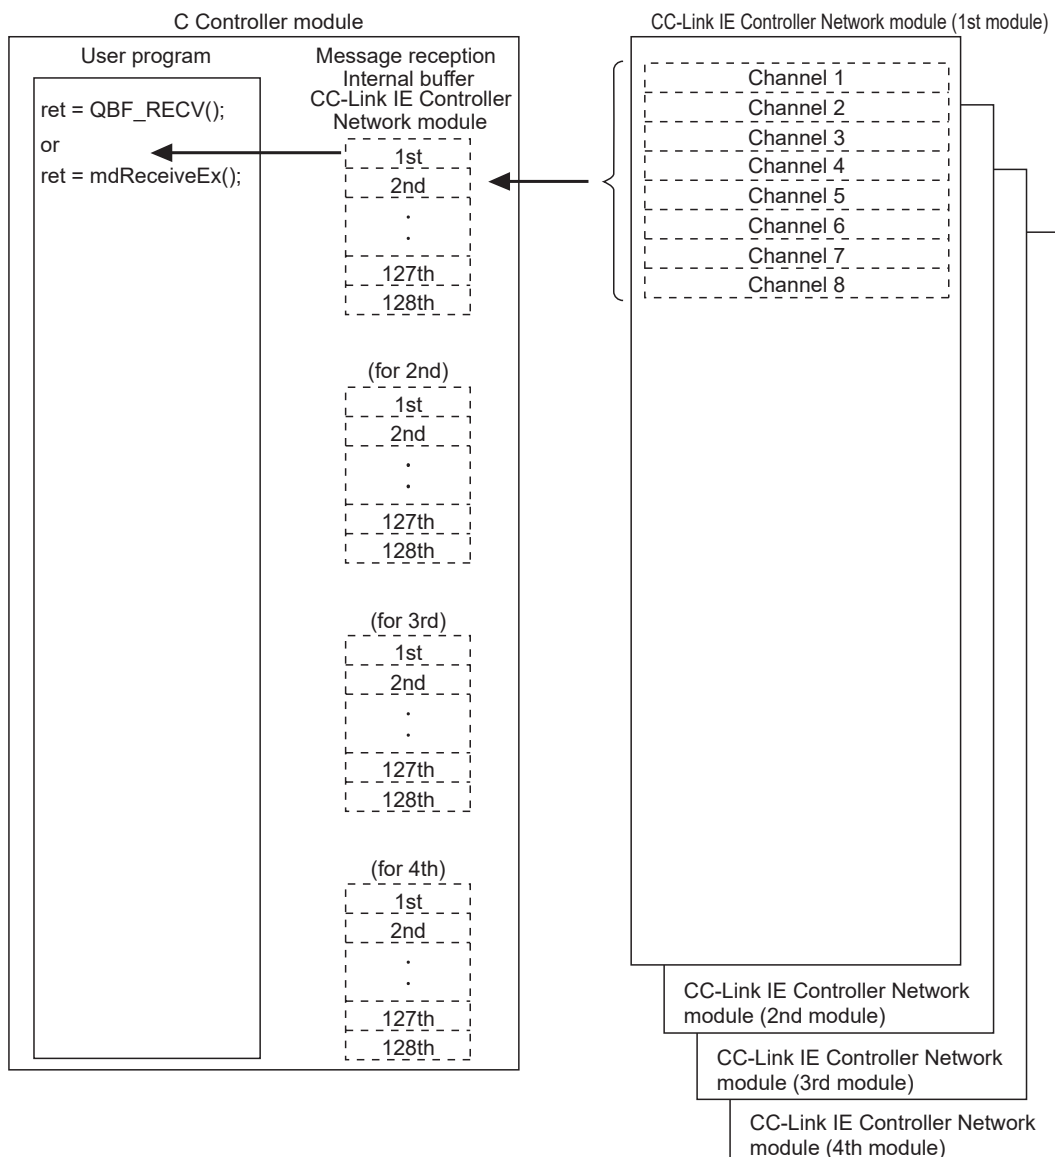 C Controller module
User program
ret = QBF_RECV();
or
ret = mdReceiveEx();
Message reception
Internal buffer
CC-Link IE Controller
Network module
1st
2nd
.
.
127th
128th
(for 2nd)
1st
2nd
.
.
127th
128th
(for 3rd)
1st
2nd
.
.
127th
128th
(for 4th)
1st
2nd
.
.
127th
128th
CC-Link IE Controller Network module (1st module)
Channel 1
Channel 2
Channel 3
Channel 4
Channel 5
Channel 6
Channel 7
Channel 8
CC-Link IE Controller Network
module (2nd module)
CC-Link IE Controller Network
module (3rd module)
CC-Link IE Controller Network
module (4th module)